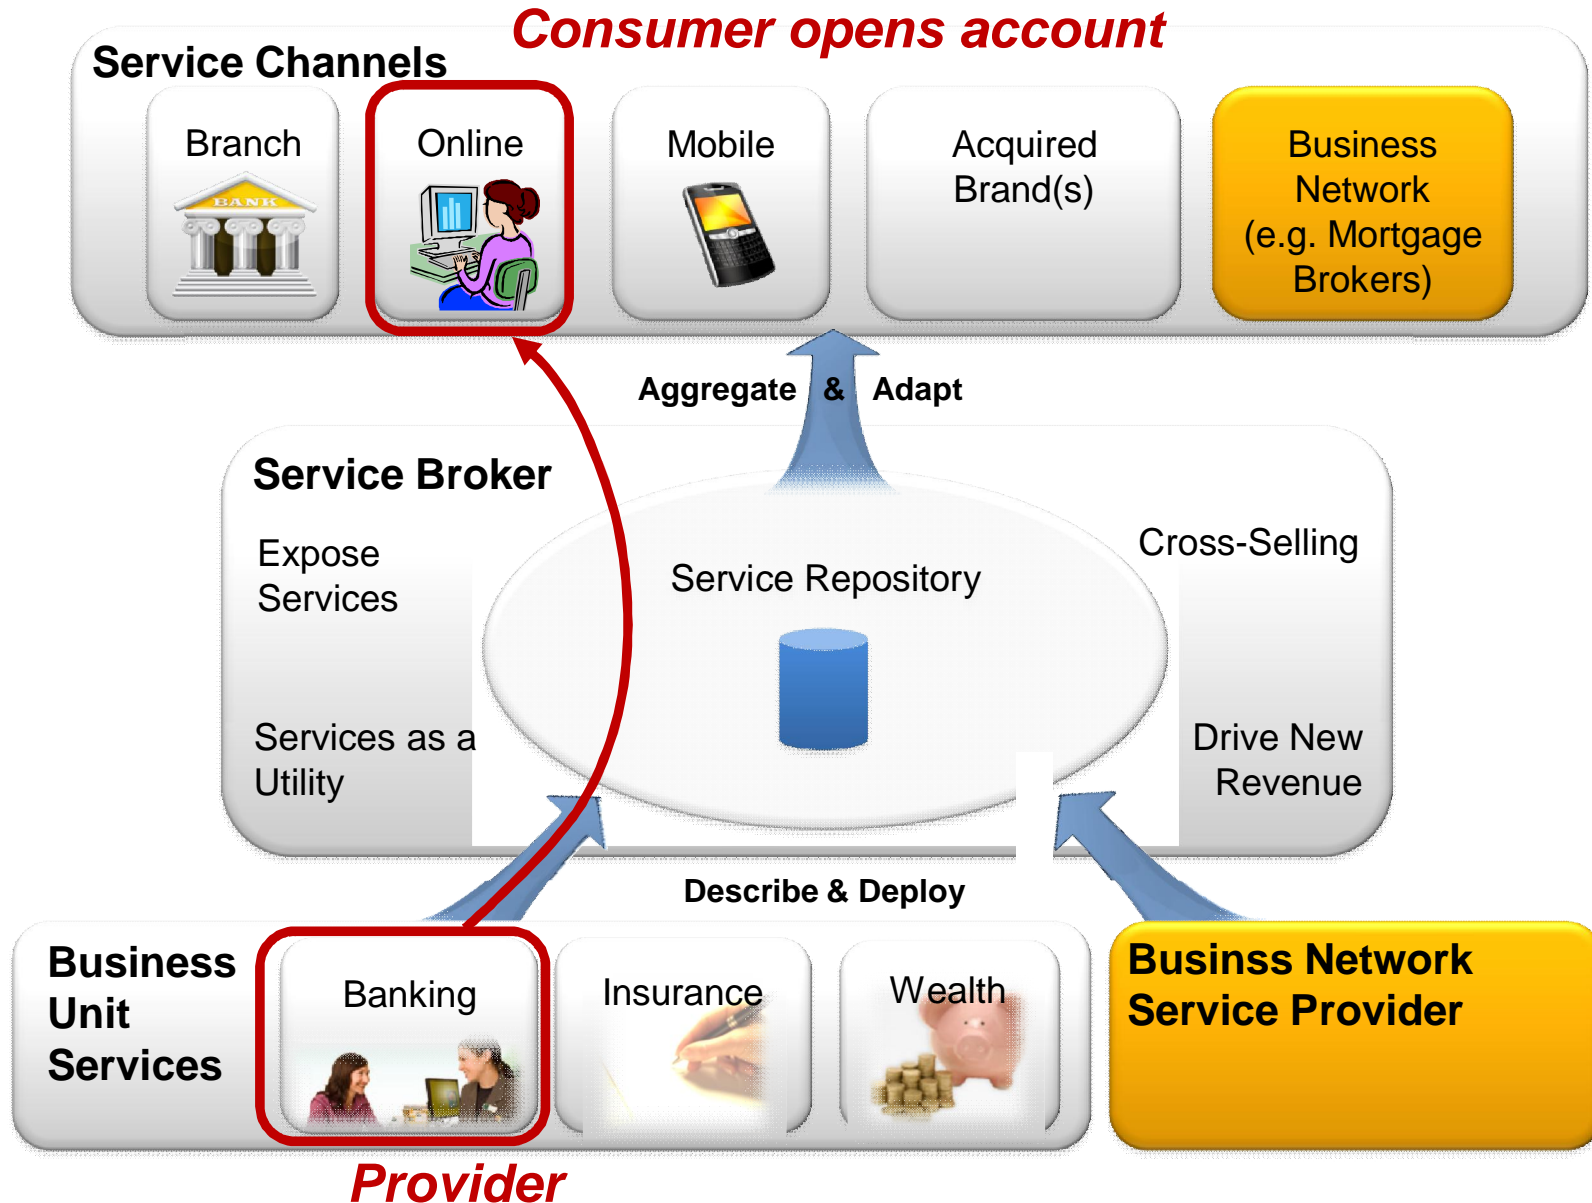 Consumer opens account
Service Channels
Branch
BANK
Online
Mobile
Acquired
Brand(s)
Business
Network
(e.g. Mortgage
Brokers)
Aggregate & Adapt
Service Broker
Expose
Services
Service Repository
Cross-Selling
Services as a
Utility
Drive New
Revenue
Describe & Deploy
Business
Unit
Services
Banking
Insurance
Wealth
Businss Network
Service Provider
Provider